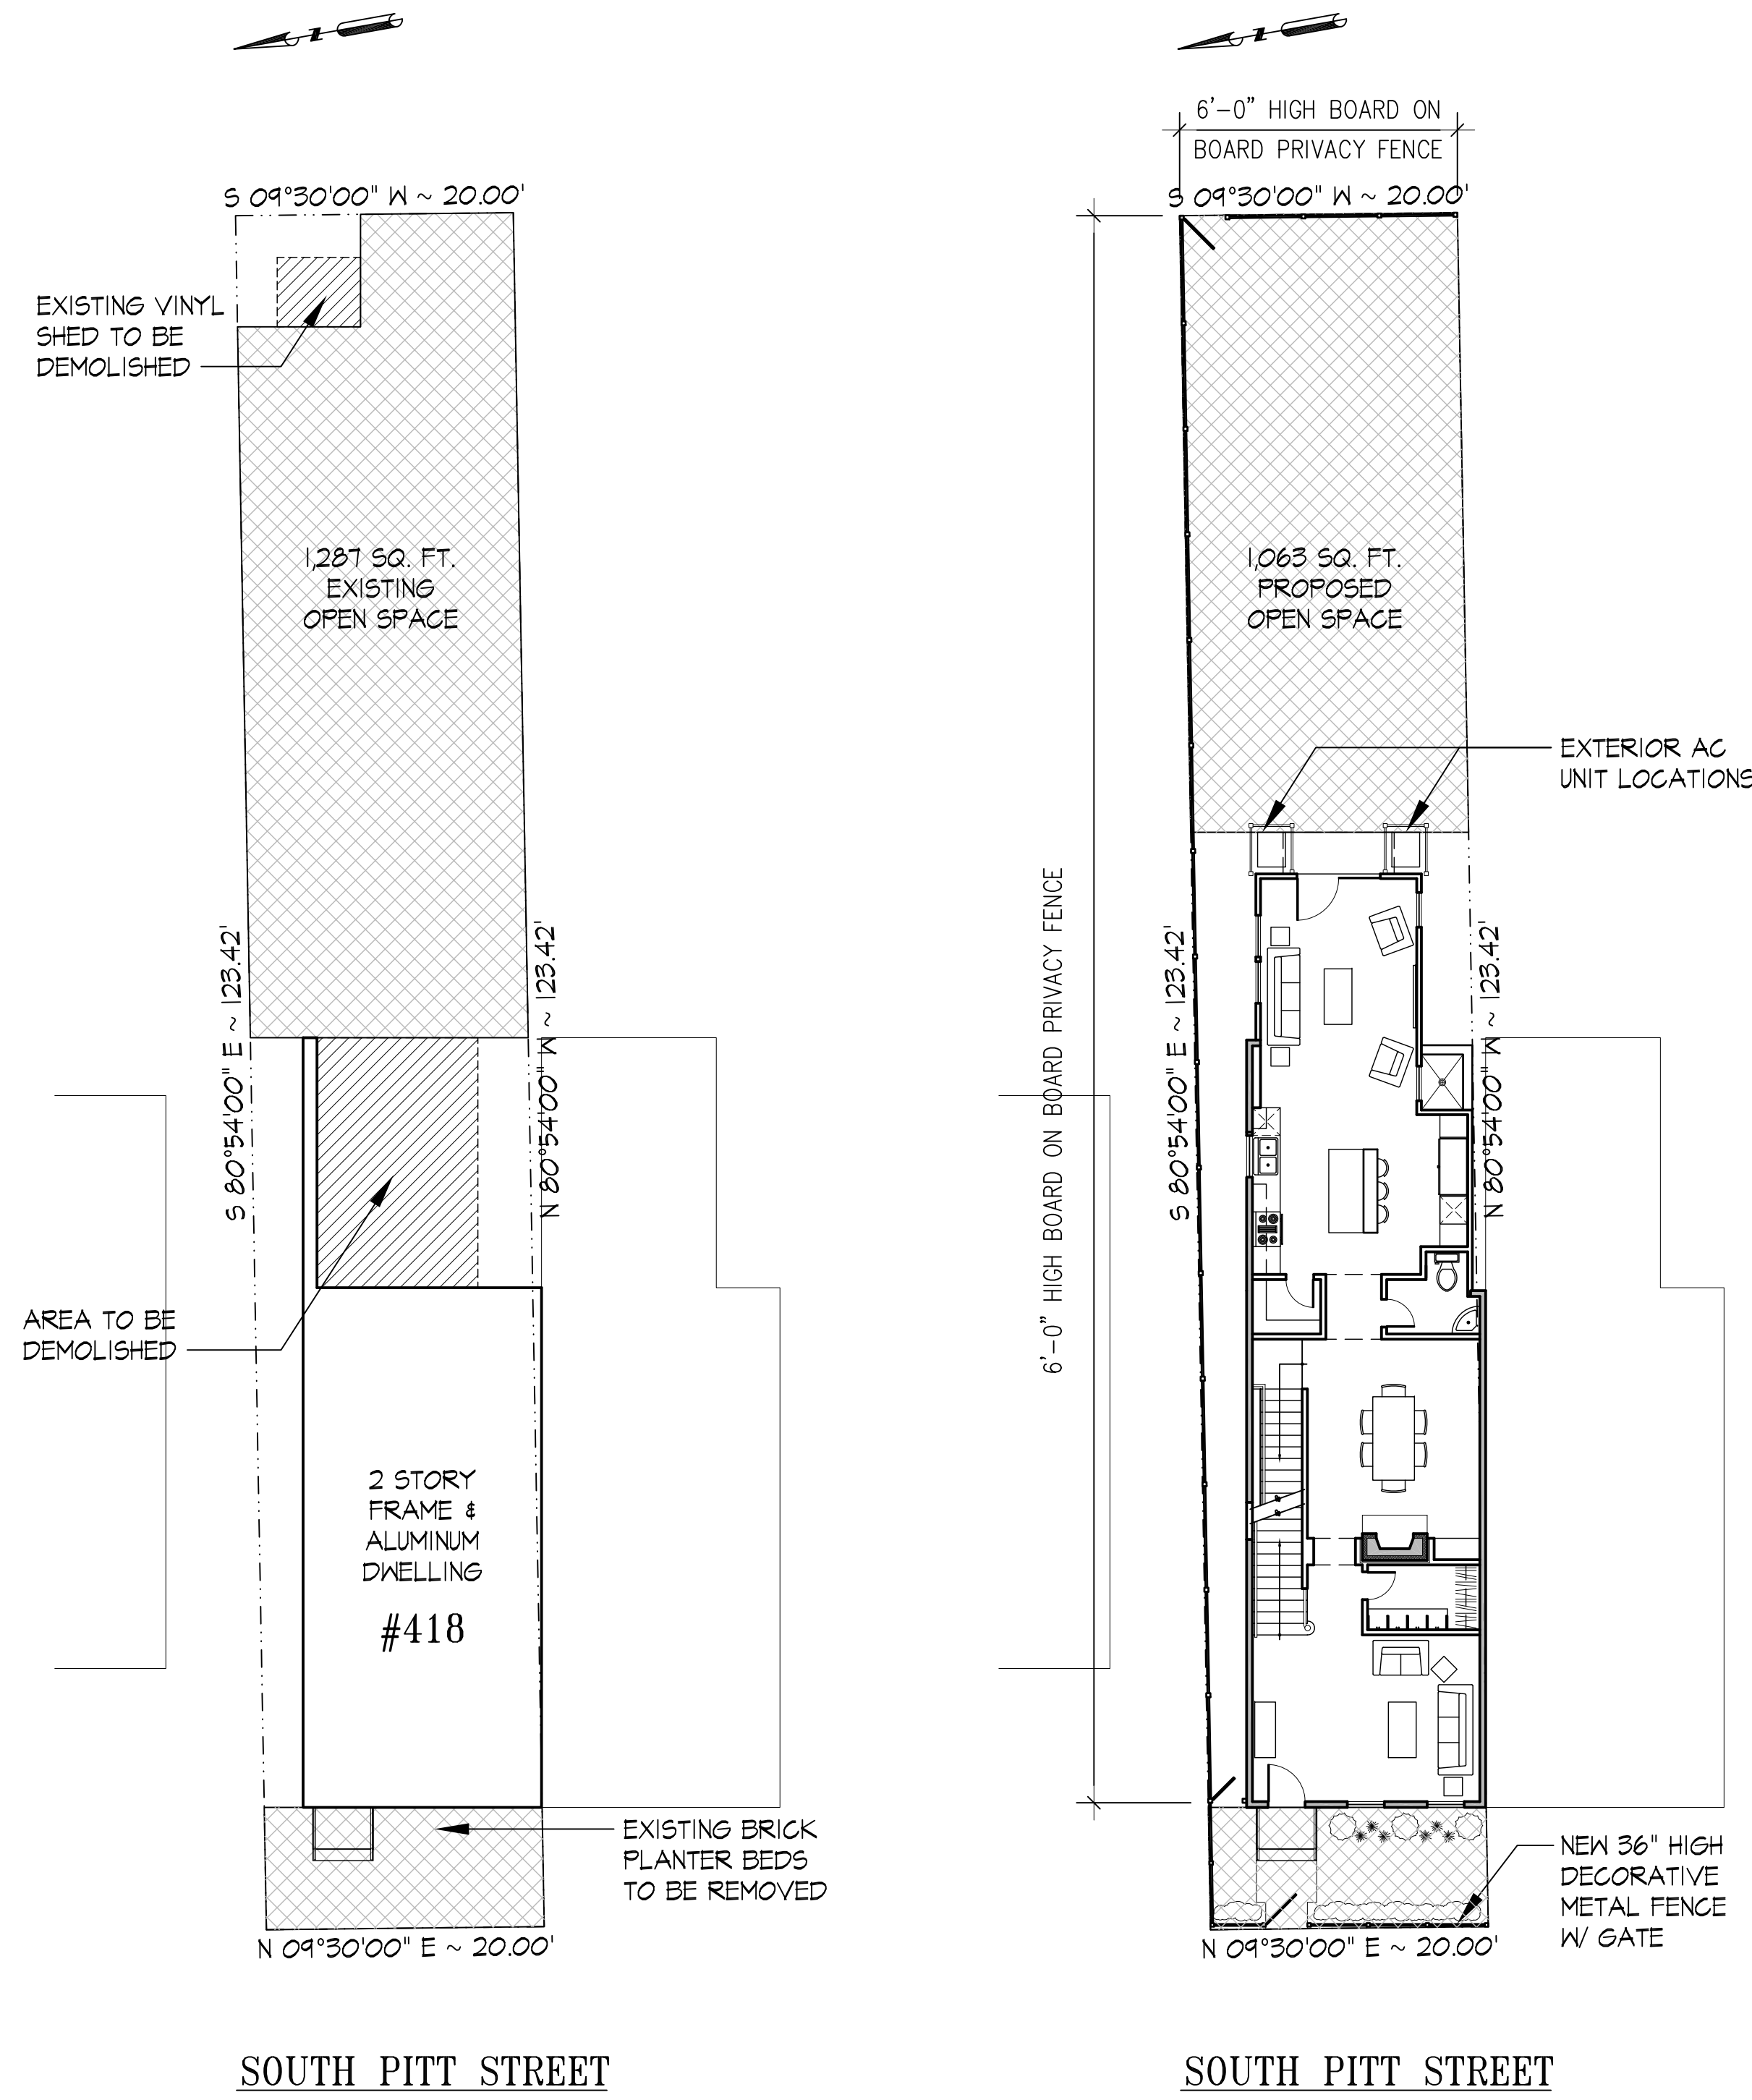 N
S 09°30'00" W ~ 20.00'
EXISTING VINYL
SHED TO BE
DEMOLISHED
1,287 SQ. FT.
EXISTING
OPEN SPACE
S 80°54'00" E ~ 123.42'
N 80°54'00" W ~ 123.42'
AREA TO BE
DEMOLISHED
2 STORY
FRAME &
ALUMINUM
DWELLING
#418
EXISTING BRICK
PLANTER BEDS
TO BE REMOVED
N 09°30'00" E ~ 20.00'
SOUTH PITT STREET
N
6'-0" HIGH BOARD ON
BOARD PRIVACY FENCE
S 09°30'00" W ~ 20.00'
1,063 SQ. FT.
PROPOSED
OPEN SPACE
EXTERIOR AC
UNIT LOCATIONS
6'-0" HIGH BOARD ON BOARD PRIVACY FENCE
S 80°54'00" E ~ 123.42'
N 80°54'00" W ~ 123.42'
NEW 36" HIGH
DECORATIVE
METAL FENCE
W/ GATE
N 09°30'00" E ~ 20.00'
SOUTH PITT STREET